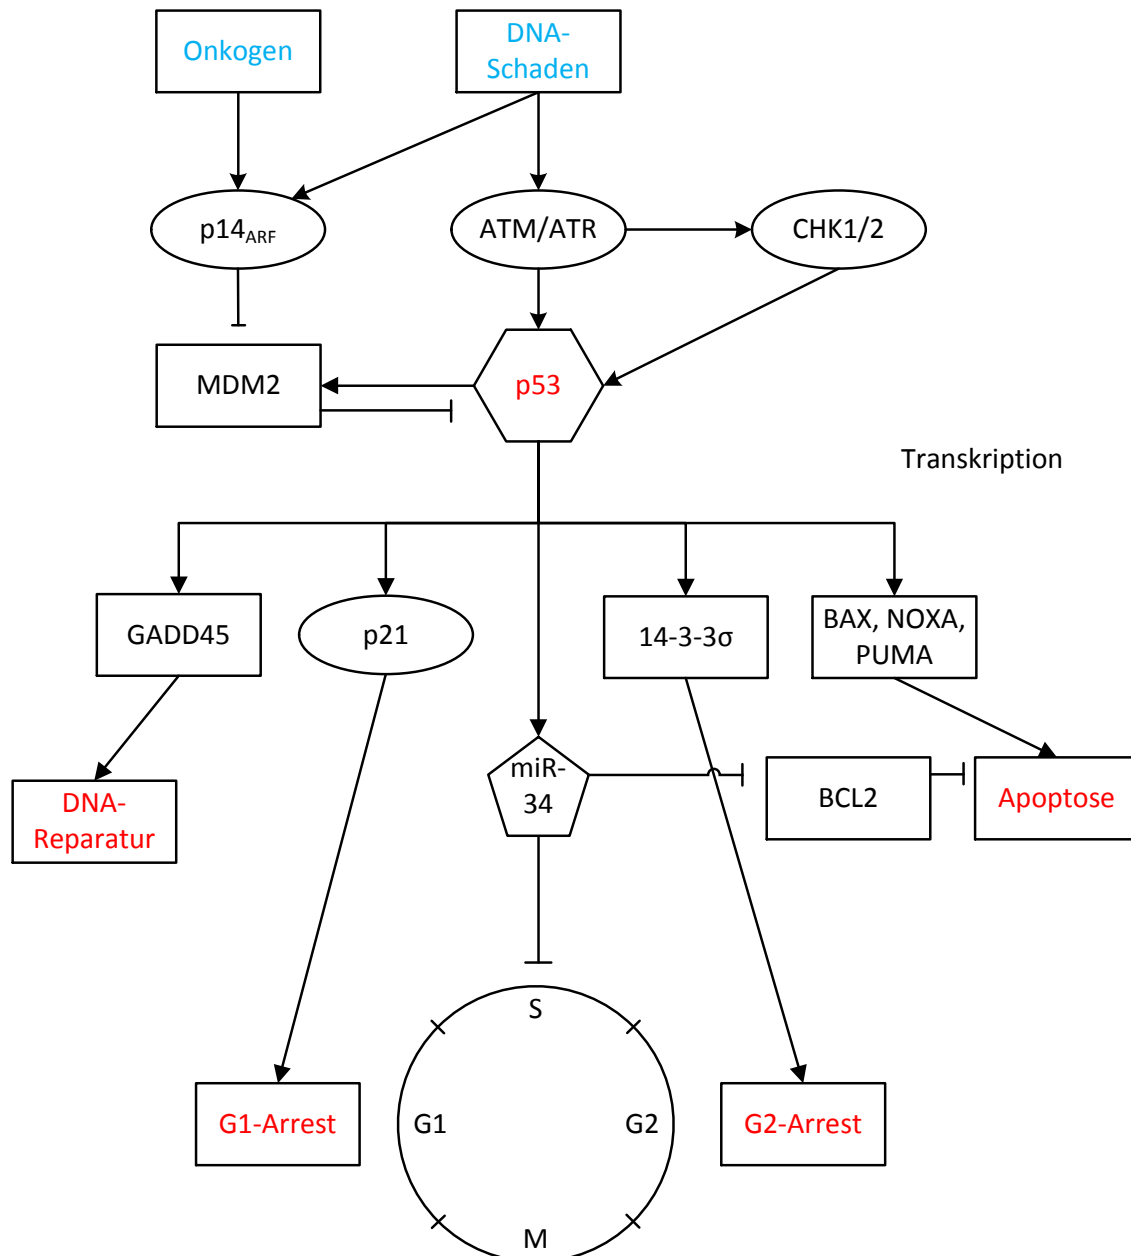 Onkogen
DNA-
Schaden
p14ARF
ATM/ATR
CHK1/2
MDM2
p53
Transkription
GADD45
p21
14-3-3σ
BAX, NOXA,
PUMA
miR-
34
DNA-
Reparatur
BCL2
Apoptose
S
G1-Arrest
G1
G2
G2-Arrest
M